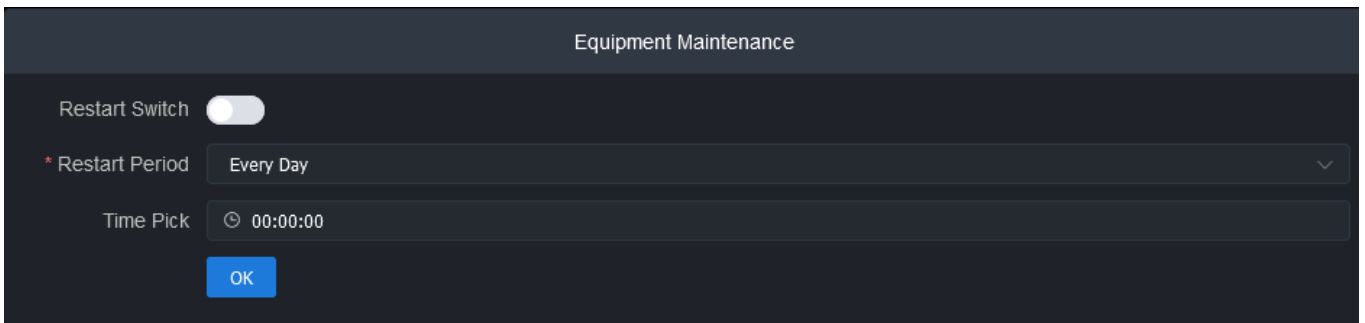 Equipment Maintenance
Restart Switch
* Restart Period Every Day
Time Pick 00:00:00
OK